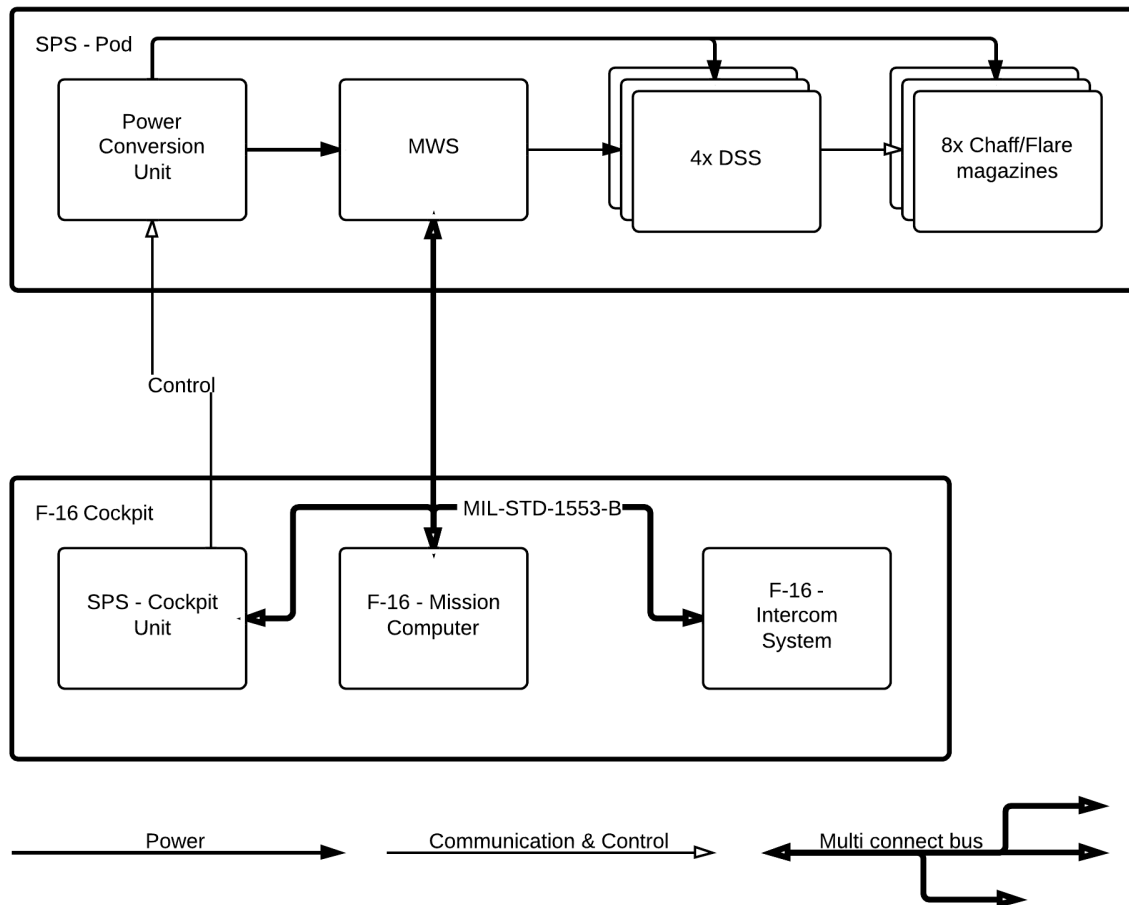 SPS - Pod
Power
Conversion
Unit
MWS
4x DSS
8x Chaff/Flare
magazines
Control
F-16 Cockpit
MIL-STD-1553-B
SPS - Cockpit
Unit
F-16 - Mission
Computer
F-16 -
Intercom
System
Power
Communication & Control
Multi connect bus